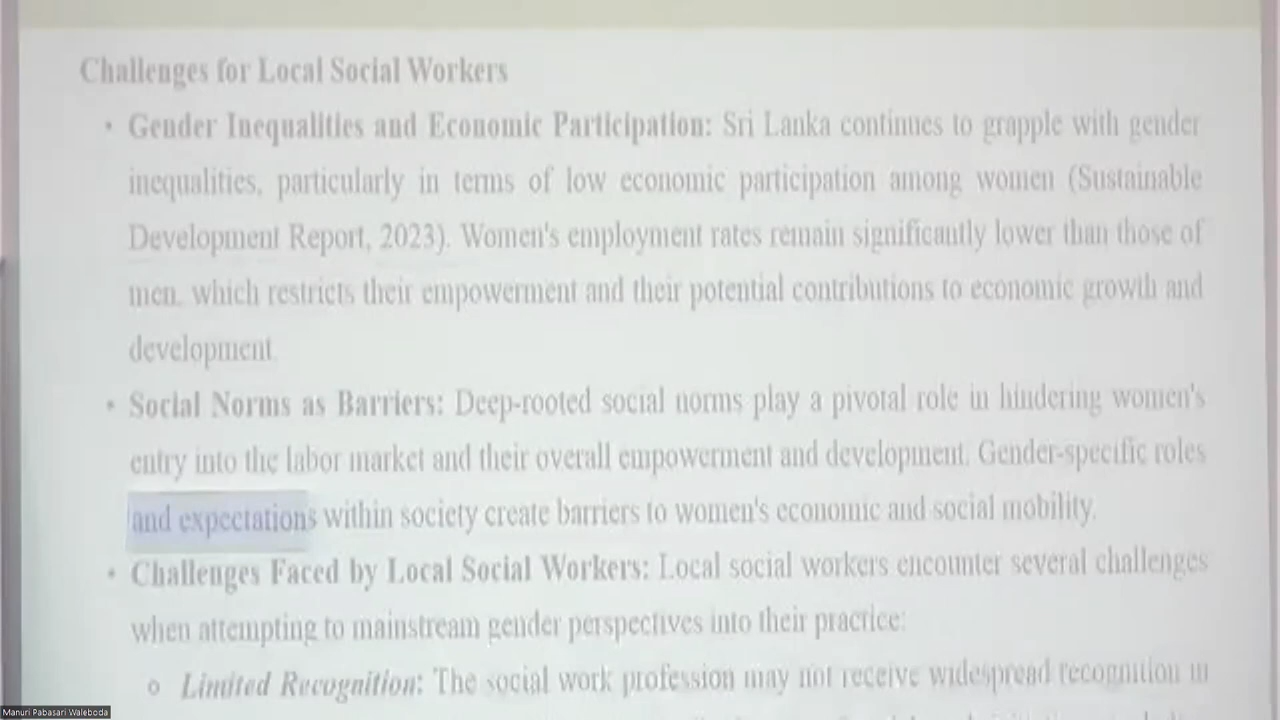 Challenges for Local Social Workers
• Gender Inequalities and Economic Participation: Sri Lanka continues to grapple with gender
inequalities, particularly in terms of low economic participation among women (Sustainable
Development Report, 2023). Women's employment rates remain significantly lower than those of
men, which restricts their empowerment and their potential contributions to economic growth and
development.
• Social Norms as Barriers: Deep-rooted social norms play a pivotal role in hindering women's
entry into the labor market and their overall empowerment and development. Gender-specific roles
and expectations within society create barriers to women's economic and social mobility.
• Challenges Faced by Local Social Workers: Local social workers encounter several challenges
when attempting to mainstream gender perspectives into their practice:
o Limited Recognition: The social work profession may not receive widespread recognition in
Manuri Pabasari Waleboda